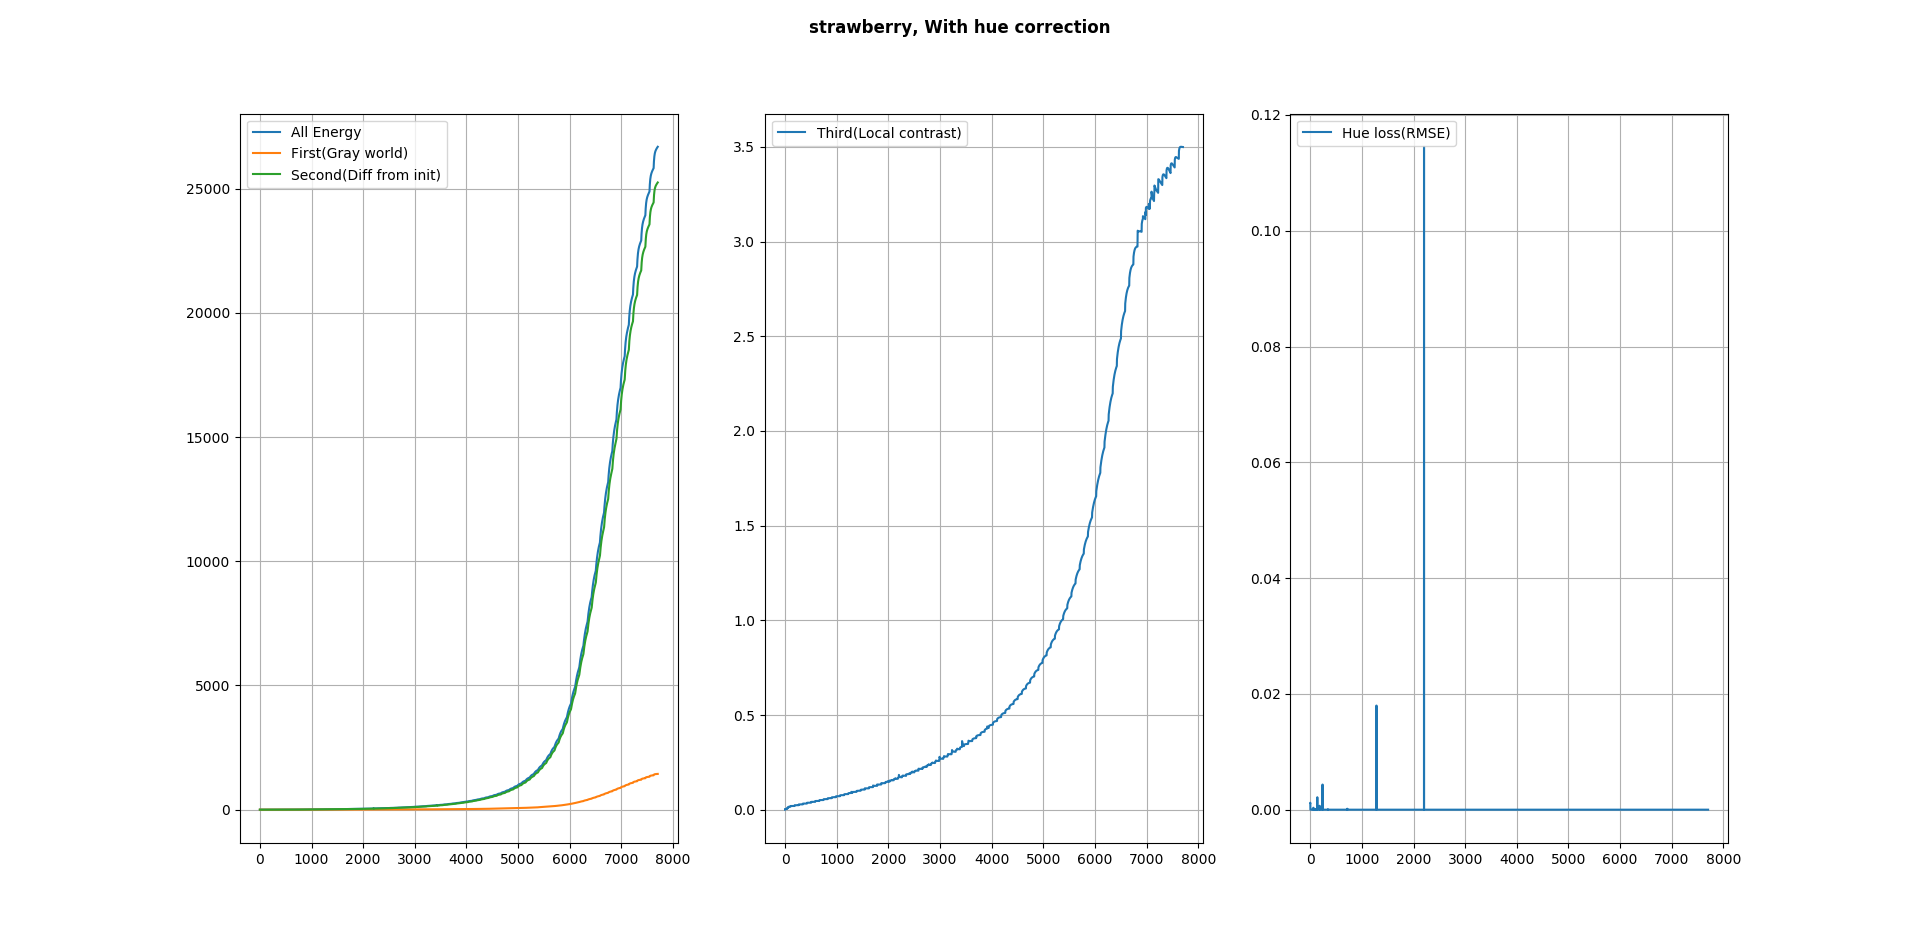 strawberry, With hue correction
All Energy
First(Gray world)
Second(Diff from init)
25000
20000
15000
10000
5000
0
0 1000 2000 3000 4000 5000 6000 7000 8000
Third(Local contrast)
3.5
3.0
2.5
2.0
1.5
1.0
0.5
0.0
0 1000 2000 3000 4000 5000 6000 7000 8000
Hue loss(RMSE)
0.12
0.10
0.08
0.06
0.04
0.02
0.00
0 1000 2000 3000 4000 5000 6000 7000 8000